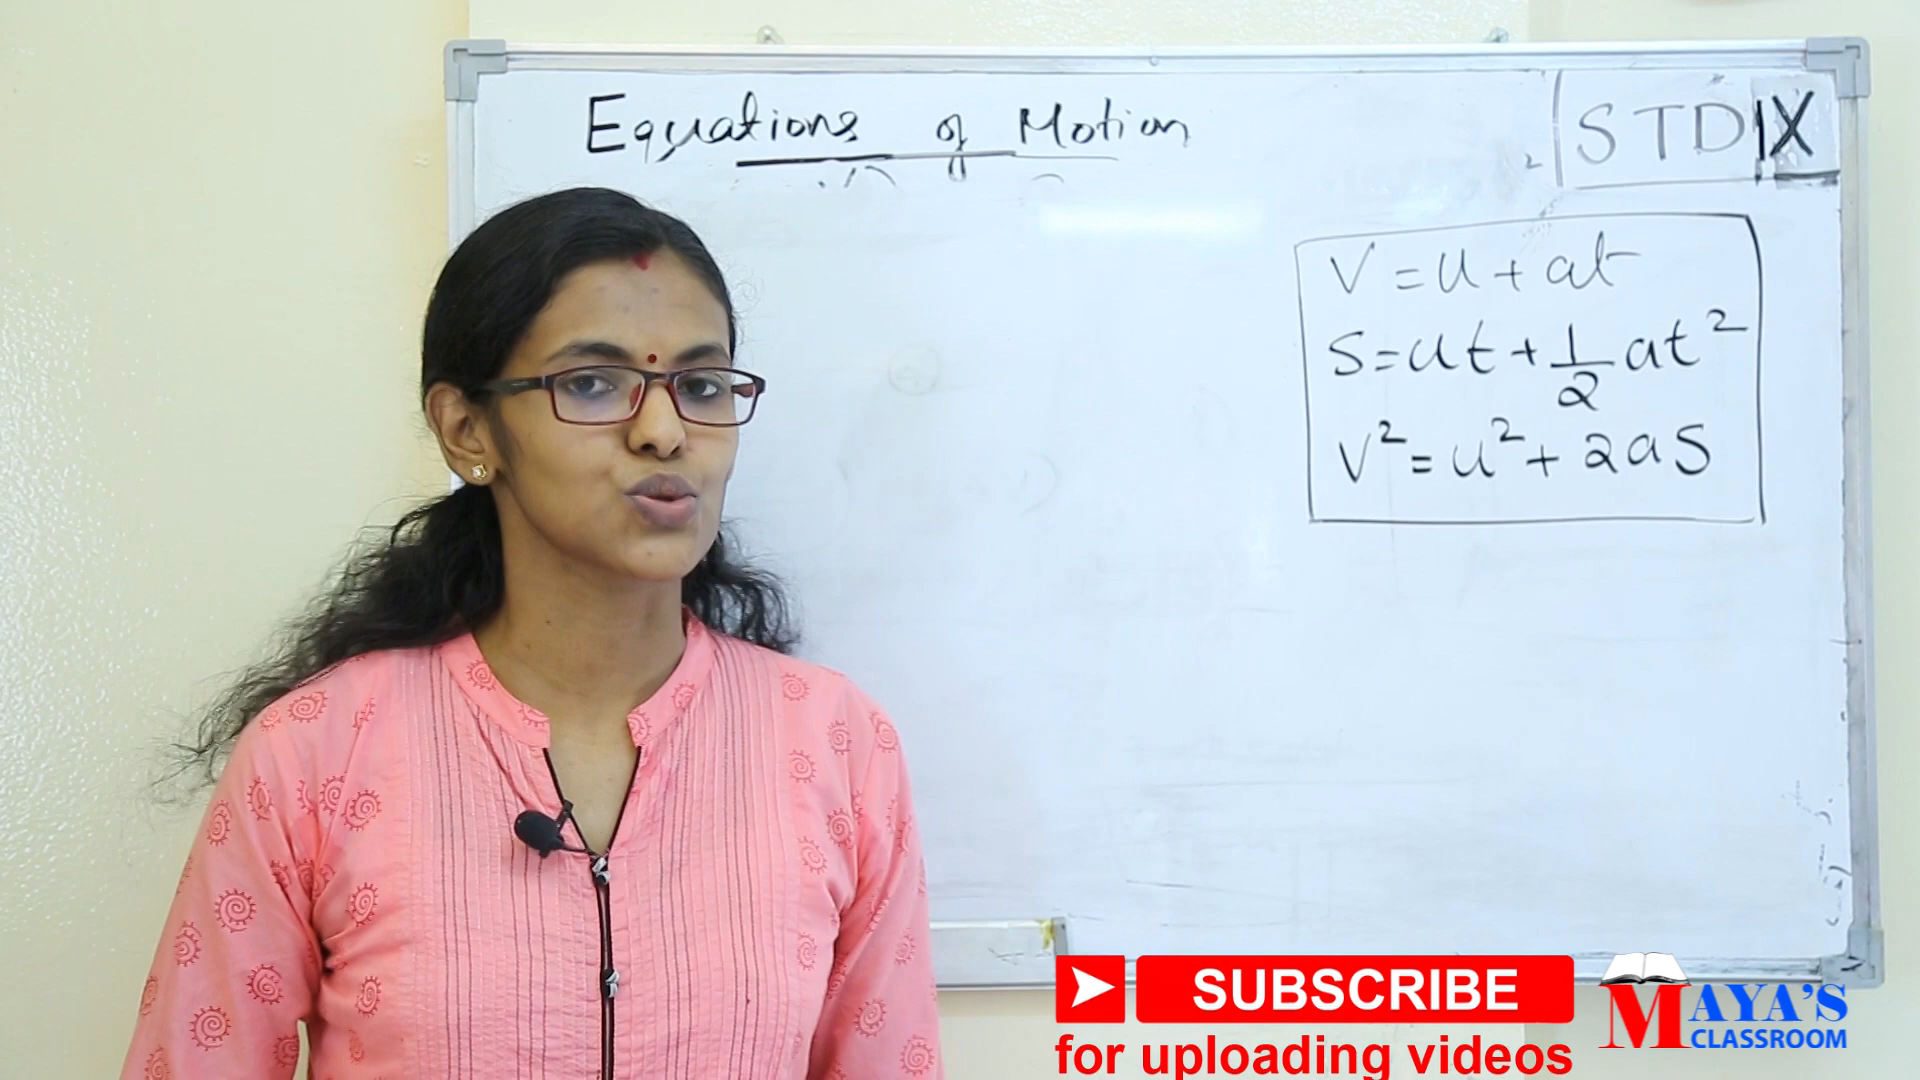 Equations of Motion
STD IX
V = u + at
S = ut + 1/2 at²
V² = u² + 2as
SUBSCRIBE
for uploading videos
MAYA'S
CLASSROOM